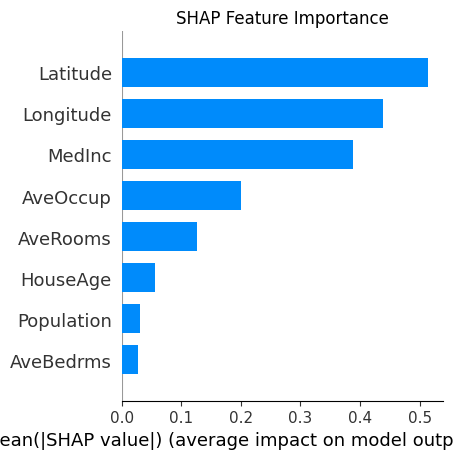 SHAP Feature Importance
Latitude
Longitude
MedInc
AveOccup
AveRooms
HouseAge
Population
AveBedrms
0.0 0.1 0.2 0.3 0.4 0.5
ean(|SHAP value|) (average impact on model outp